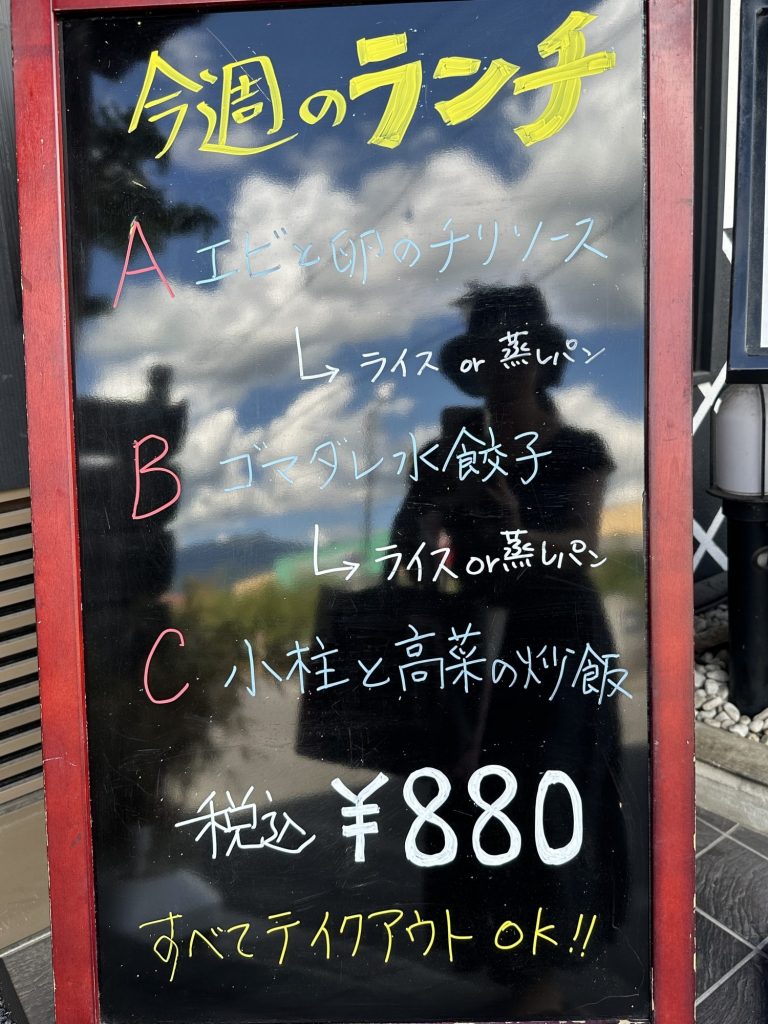 今週のランチ
A エビと卵のチリソース
ライス or 蒸しパン
B ゴマダレ水餃子
ライスor蒸しパン
C 小柱と高菜の炒飯
税込 ¥880
すべてテイクアウト OK!!